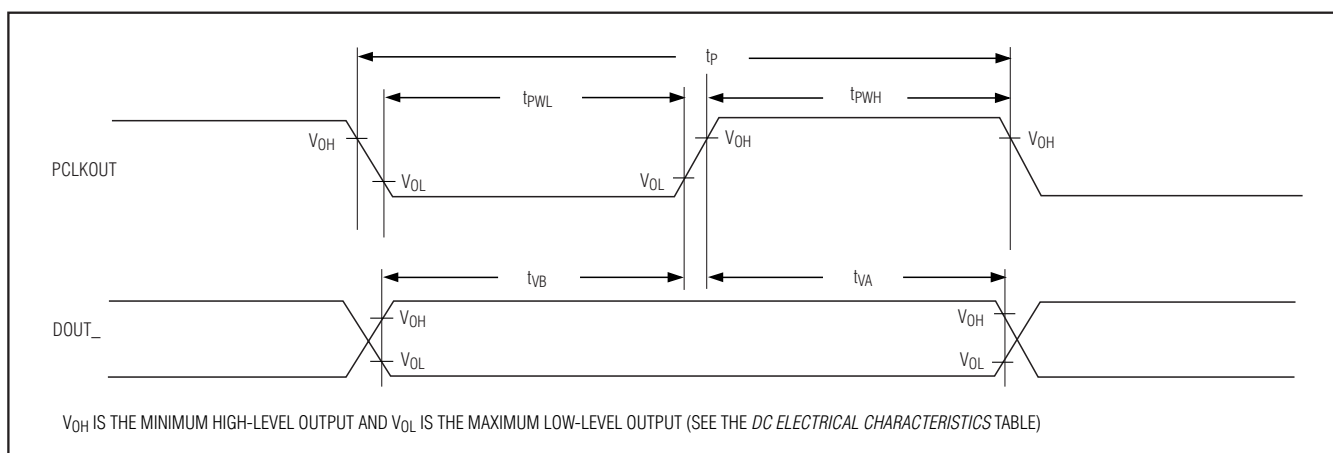 tP
tPWL
tPWH
VOH
VOH
VOH
PCLKOUT
VOL
VOL
tVB
tVA
VOH
VOH
DOUT_
VOL
VOL
VOH IS THE MINIMUM HIGH-LEVEL OUTPUT AND VOL IS THE MAXIMUM LOW-LEVEL OUTPUT (SEE THE DC ELECTRICAL CHARACTERISTICS TABLE)